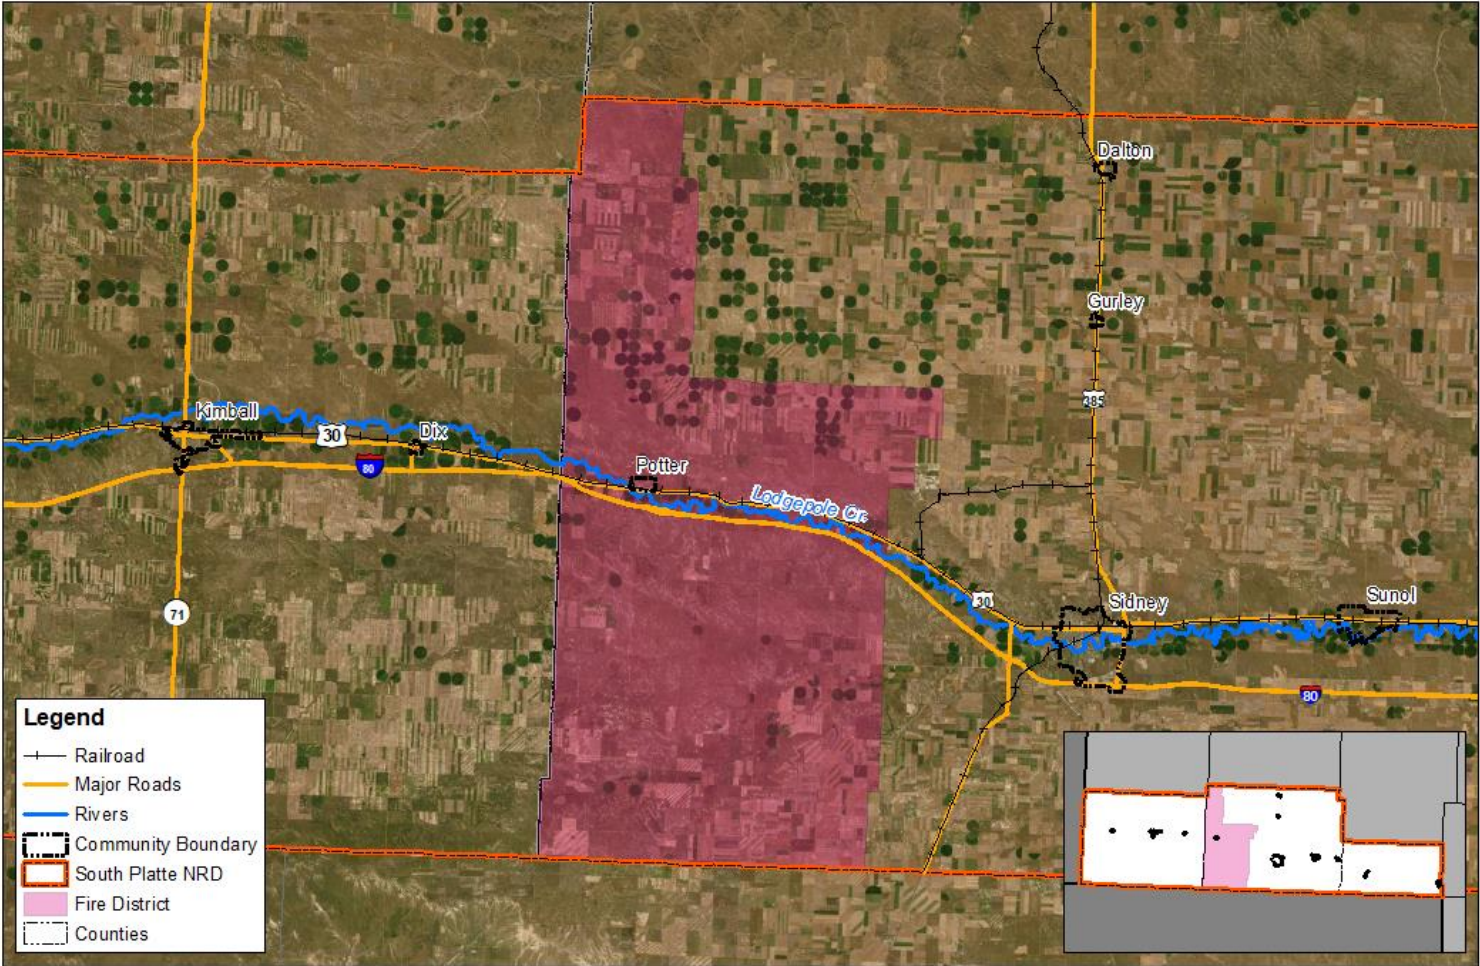 Dalton
Gurley
385
Kimball
30
Dix
80
Potter
Lodgepole Cr.
71
30
Sidney
Sunol
80
Legend
Railroad
Major Roads
Rivers
Community Boundary
South Platte NRD
Fire District
Counties